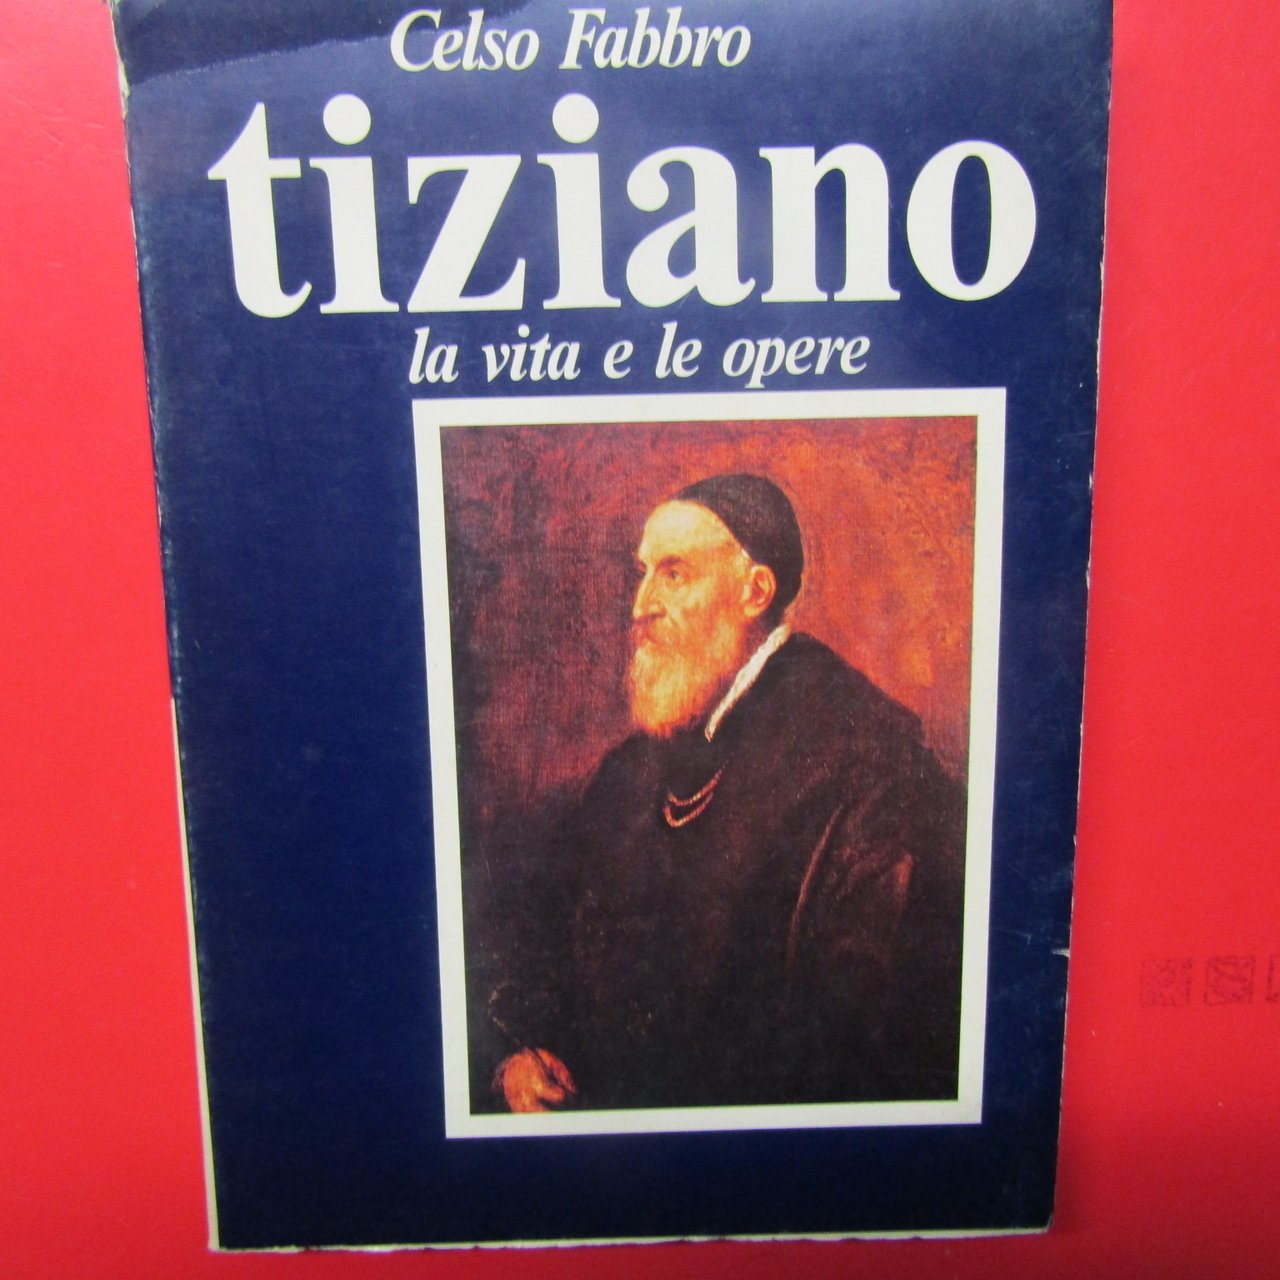 Celso Fabbro
tiziano
la vita e le opere